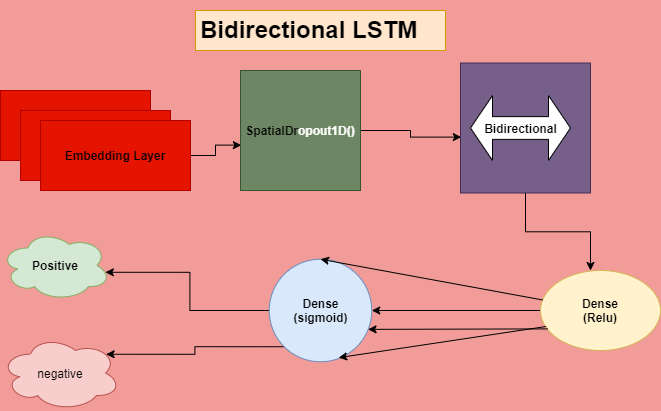 Bidirectional LSTM
Embedding Layer
SpatialDropout1D()
Bidirectional
Positive
Dense
(sigmoid)
Dense
(Relu)
negative